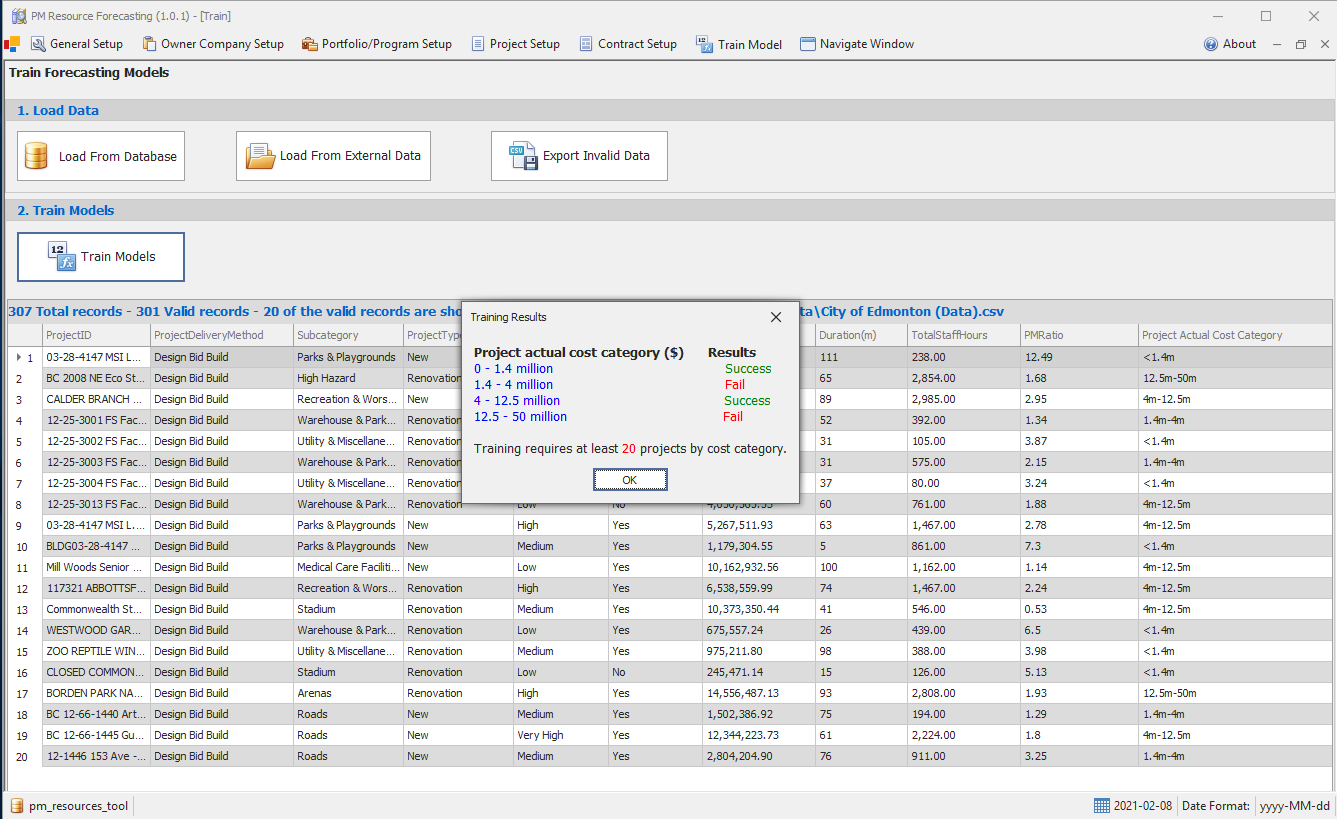 PM Resource Forecasting (1.0.1) - [Train]
General Setup Owner Company Setup Portfolio/Program Setup Project Setup Contract Setup Train Model Navigate Window About
Train Forecasting Models
1. Load Data
Load From Database Load From External Data Export Invalid Data
2. Train Models
Train Models
307 Total records - 301 Valid records - 20 of the valid records are sho ta\City of Edmonton (Data).csv
ProjectID ProjectDeliveryMethod Subcategory ProjectType Duration(m) TotalStaffHours PMRatio Project Actual Cost Category
1 03-28-4147 MSI L... Design Bid Build Parks & Playgrounds New 111 238.00 12.49 <1.4m
2 BC 2008 NE Eco St... Design Bid Build High Hazard Renovation 65 2,854.00 1.68 12.5m-50m
3 CALDER BRANCH ... Design Bid Build Recreation & Wors... New 89 2,985.00 2.95 4m-12.5m
4 12-25-3001 FS Fac... Design Bid Build Warehouse & Park... Renovation 52 392.00 1.34 1.4m-4m
5 12-25-3002 FS Fac... Design Bid Build Utility & Miscellane... Renovation 31 105.00 3.87 <1.4m
6 12-25-3003 FS Fac... Design Bid Build Warehouse & Park... Renovation 31 575.00 2.15 1.4m-4m
7 12-25-3004 FS Fac... Design Bid Build Utility & Miscellane... Renovation 37 80.00 3.24 <1.4m
8 12-25-3013 FS Fac... Design Bid Build Warehouse & Park... Renovation Low No 60 761.00 1.88 4m-12.5m
9 03-28-4147 MSI L... Design Bid Build Parks & Playgrounds New High Yes 5,267,511.93 63 1,467.00 2.78 4m-12.5m
10 BLDG03-28-4147 ... Design Bid Build Parks & Playgrounds New Medium Yes 1,179,304.55 5 861.00 7.3 <1.4m
11 Mill Woods Senior ... Design Bid Build Medical Care Faciliti... New Low Yes 10,162,932.56 100 1,162.00 1.14 4m-12.5m
12 117321 ABBOTTSF... Design Bid Build Recreation & Wors... Renovation High Yes 6,538,559.99 74 1,467.00 2.24 4m-12.5m
13 Commonwealth St... Design Bid Build Stadium Renovation Medium Yes 10,373,350.44 41 546.00 0.53 4m-12.5m
14 WESTWOOD GAR... Design Bid Build Warehouse & Park... Renovation Low Yes 675,557.24 26 439.00 6.5 <1.4m
15 ZOO REPTILE WIN... Design Bid Build Utility & Miscellane... Renovation Medium Yes 975,211.80 98 388.00 3.98 <1.4m
16 CLOSED COMMON... Design Bid Build Stadium Renovation Low No 245,471.14 15 126.00 5.13 <1.4m
17 BORDEN PARK NA... Design Bid Build Arenas Renovation High Yes 14,556,487.13 93 2,808.00 1.93 12.5m-50m
18 BC 12-66-1440 Art... Design Bid Build Roads New Medium Yes 1,502,386.92 75 194.00 1.29 1.4m-4m
19 BC 12-66-1445 Gu... Design Bid Build Roads New Very High Yes 12,344,223.73 61 2,224.00 1.8 4m-12.5m
20 12-1446 153 Ave -... Design Bid Build Roads New Medium Yes 2,804,204.90 76 911.00 3.25 1.4m-4m
Training Results
Project actual cost category ($) Results
0 - 1.4 million Success
1.4 - 4 million Fail
4 - 12.5 million Success
12.5 - 50 million Fail
Training requires at least 20 projects by cost category.
OK
pm_resources_tool 2021-02-08 Date Format: yyyy-MM-dd